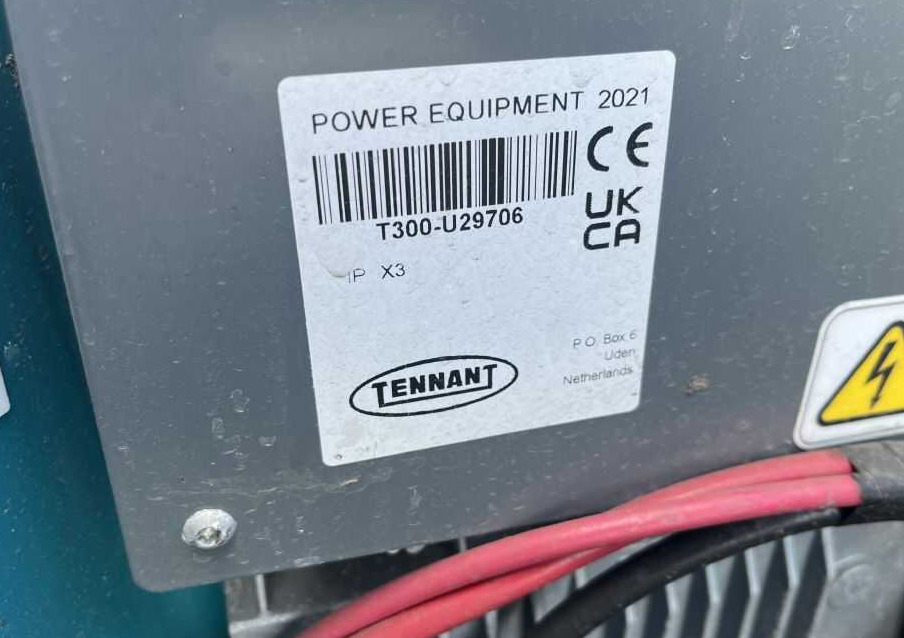 POWER EQUIPMENT 2021
CE
T300-U29706
UK
CA
IP X3
P.O. Box 6
Uden
Netherlands
TENNANT